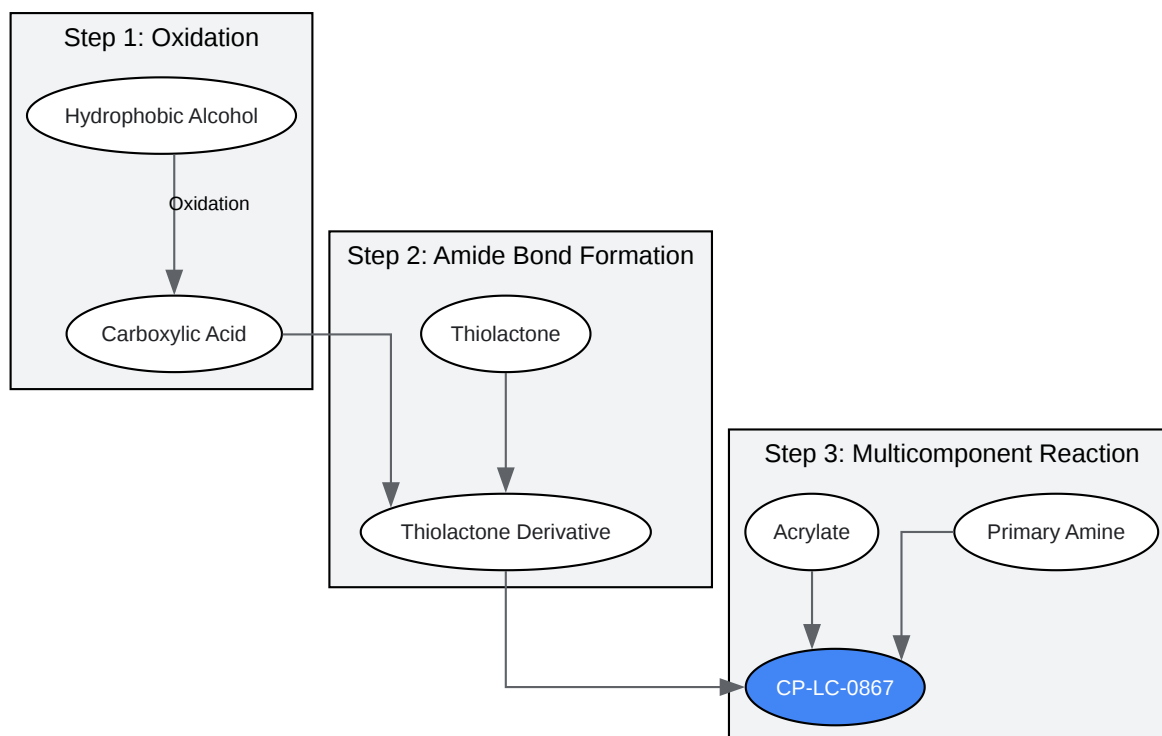 Step 1: Oxidation
Hydrophobic Alcohol
Oxidation
Carboxylic Acid
Step 2: Amide Bond Formation
Thiolactone
Thiolactone Derivative
Step 3: Multicomponent Reaction
Acrylate
Primary Amine
CP-LC-0867